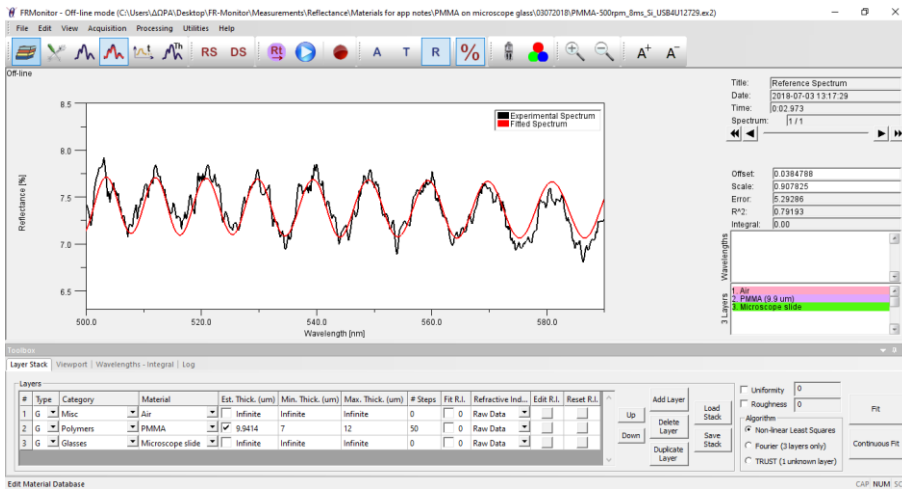 FRMonitor - Off-line mode (C:\Users\ΔΩΡΑ\Desktop\FR-Monitor\Measurements\Reflectance\Materials for app notes\PMMA on microscope glass\03072018\PMMA-500rpm_8ms_Si_USB4U12729.ex2)
File Edit View Acquisition Processing Utilities Help
Th RS DS Rt A T R % A+ A-
Off-line
Title: Reference Spectrum
Date: 2018-07-03 13:17:29
Time: 0:02.973
Spectrum: 1 / 1
8.5
8.0
7.5
7.0
6.5
Reflectance [%]
Experimental Spectrum
Fitted Spectrum
500.0 520.0 540.0 560.0 580.0
Wavelength [nm]
Offset: 0.0384788
Scale: 0.907825
Error: 5.29286
R^2: 0.79193
Integral: 0.00
Wavelengths
3 Layers
1. Air
2. PMMA (9.9 um)
3. Microscope slide
Toolbox
Layer Stack Viewport Wavelengths - Integral Log
Layers
# Type Category Material Est. Thick. (um) Min. Thick. (um) Max. Thick. (um) # Steps Fit R.I. Refractive Ind... Edit R.I. Reset R.I.
1 G Misc Air Infinite Infinite Infinite 0 0 Raw Data
2 G Polymers PMMA 9.9414 7 12 50 0 Raw Data
3 G Glasses Microscope slide Infinite Infinite Infinite 0 0 Raw Data
Up
Down
Add Layer
Delete Layer
Duplicate Layer
Load Stack
Save Stack
Uniformity 0
Roughness 0
Algorithm
Non-linear Least Squares
Fourier (3 layers only)
TRUST (1 unknown layer)
Fit
Continuous Fit
Edit Material Database
CAP NUM SC